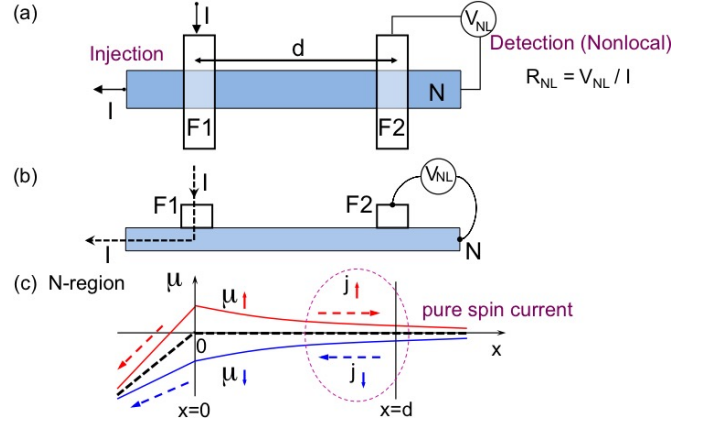 (a)
I
V_NL
Injection
d
Detection (Nonlocal)
R_NL = V_NL / I
N
I
F1
F2
(b)
I
F1
F2
V_NL
I
N
(c) N-region
μ
μ↑
j↑
pure spin current
0
x
μ↓
j↓
x=0
x=d